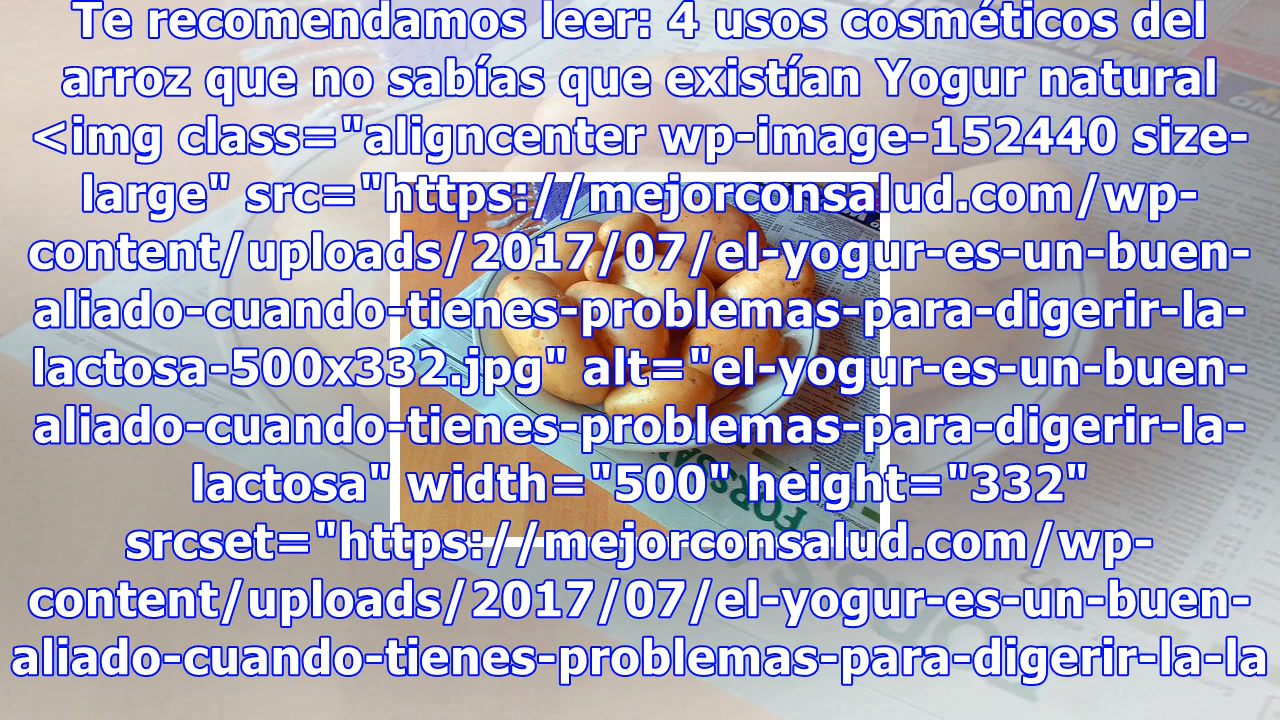 Te recomendamos leer: 4 usos cosméticos del
arroz que no sabías que existían Yogur natural
<img class="aligncenter wp-image-152440 size-
large" src="https://mejorconsalud.com/wp-
content/uploads/2017/07/el-yogur-es-un-buen-
aliado-cuando-tienes-problemas-para-digerir-la-
lactosa-500x332.jpg" alt="el-yogur-es-un-buen-
aliado-cuando-tienes-problemas-para-digerir-la-
lactosa" width="500" height="332"
srcset="https://mejorconsalud.com/wp-
content/uploads/2017/07/el-yogur-es-un-buen-
aliado-cuando-tienes-problemas-para-digerir-la-la